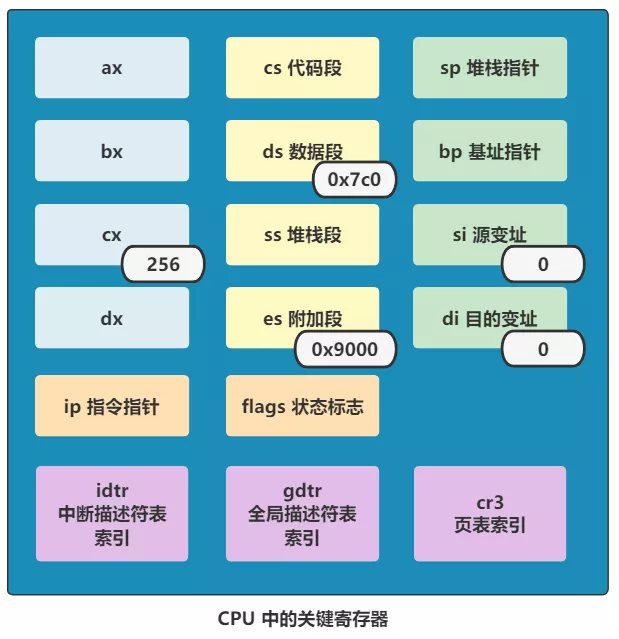 ax
cs 代码段
sp 堆栈指针
bx
ds 数据段
0x7c0
bp 基址指针
cx
256
ss 堆栈段
si 源变址
0
dx
es 附加段
0x9000
di 目的变址
0
ip 指令指针
flags 状态标志
idtr
中断描述符表
索引
gdtr
全局描述符表
索引
cr3
页表索引
CPU 中的关键寄存器